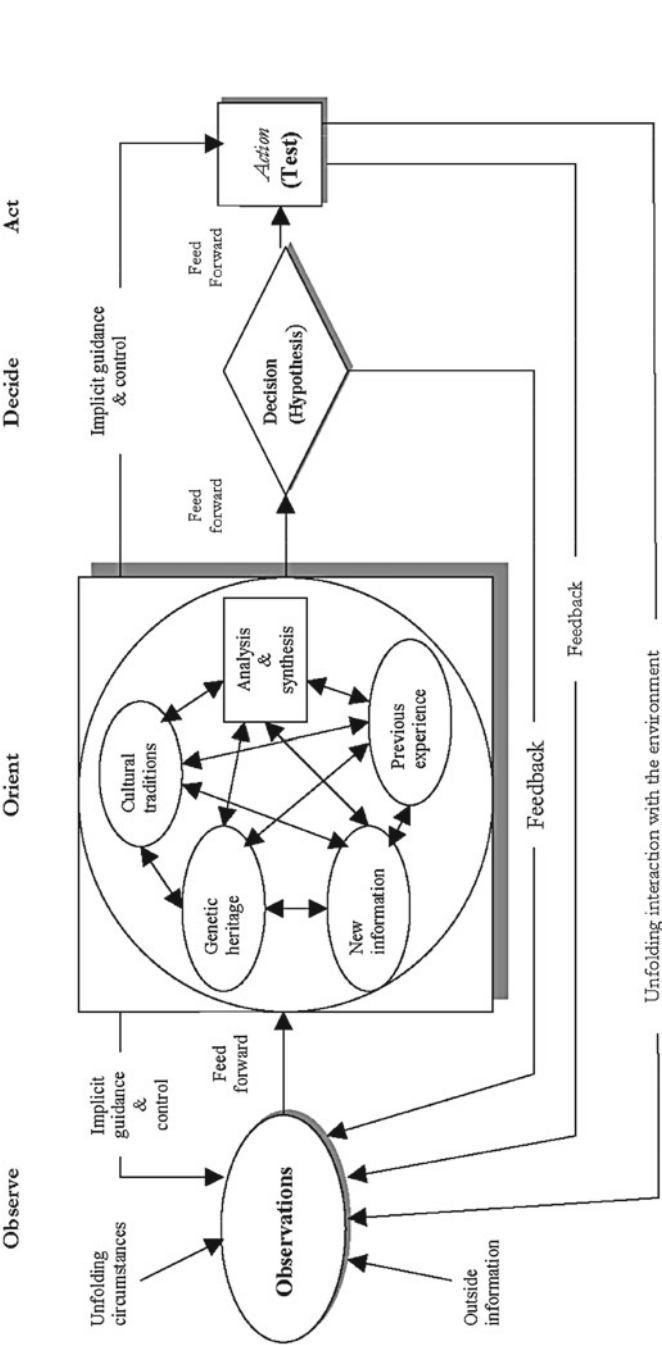 Observe
Orient
Decide
Act
Unfolding
circumstances
Implicit
guidance
&
control
Implicit guidance
& control
Observations
Outside
information
Feed
forward
Cultural
traditions
Genetic
heritage
New
information
Previous
experience
Analysis
&
synthesis
Feed
forward
Decision
(Hypothesis)
Feed
Forward
Action
(Test)
Feedback
Feedback
Unfolding interaction with the environment